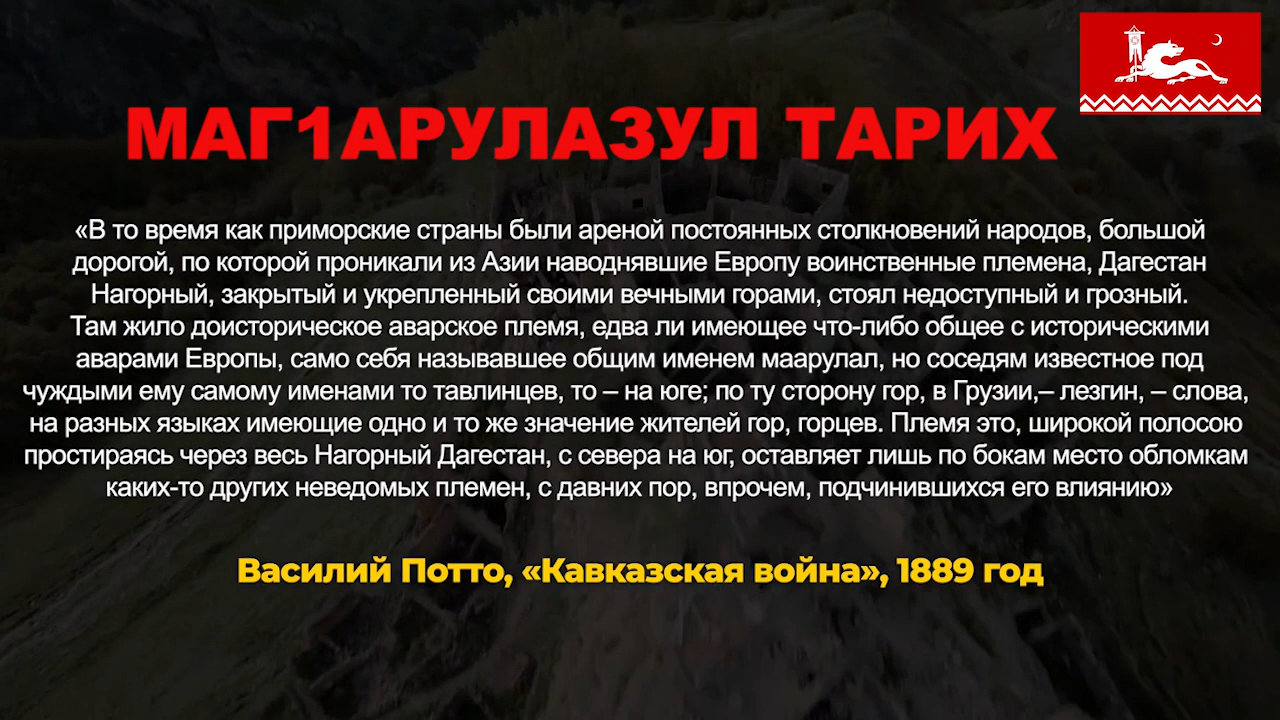 МАГ1АРУЛАЗУЛ ТАРИХ
«В то время как приморские страны были ареной постоянных столкновений народов, большой
дорогой, по которой проникали из Азии наводнявшие Европу воинственные племена, Дагестан
Нагорный, закрытый и укрепленный своими вечными горами, стоял недоступный и грозный.
Там жило доисторическое аварское племя, едва ли имеющее что-либо общее с историческими
аварами Европы, само себя называвшее общим именем маарулал, но соседям известное под
чуждыми ему самому именами то тавлинцев, то – на юге; по ту сторону гор, в Грузии,– лезгин, – слова,
на разных языках имеющие одно и то же значение жителей гор, горцев. Племя это, широкой полосою
простираясь через весь Нагорный Дагестан, с севера на юг, оставляет лишь по бокам место обломкам
каких-то других неведомых племен, с давних пор, впрочем, подчинившихся его влиянию»
Василий Потто, «Кавказская война», 1889 год